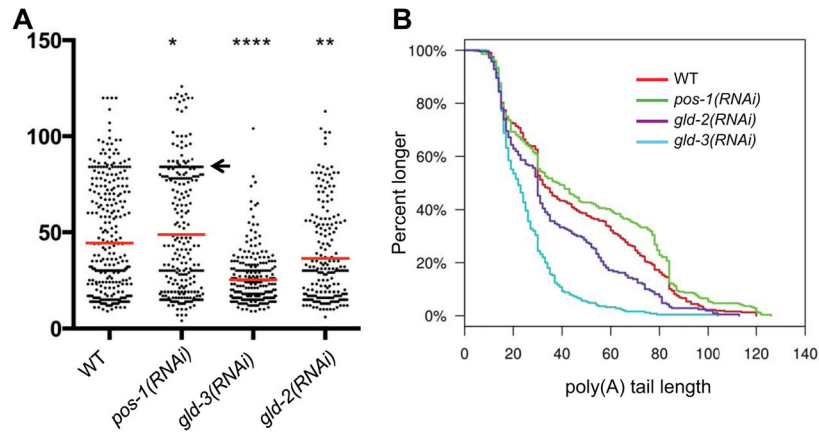 A
150
100
50
0
*
****
**
WT
pos-1(RNAi)
gld-3(RNAi)
gld-2(RNAi)
B
Percent longer
100%
80%
60%
40%
20%
0%
WT
pos-1(RNAi)
gld-2(RNAi)
gld-3(RNAi)
0 20 40 60 80 100 120 140
poly(A) tail length